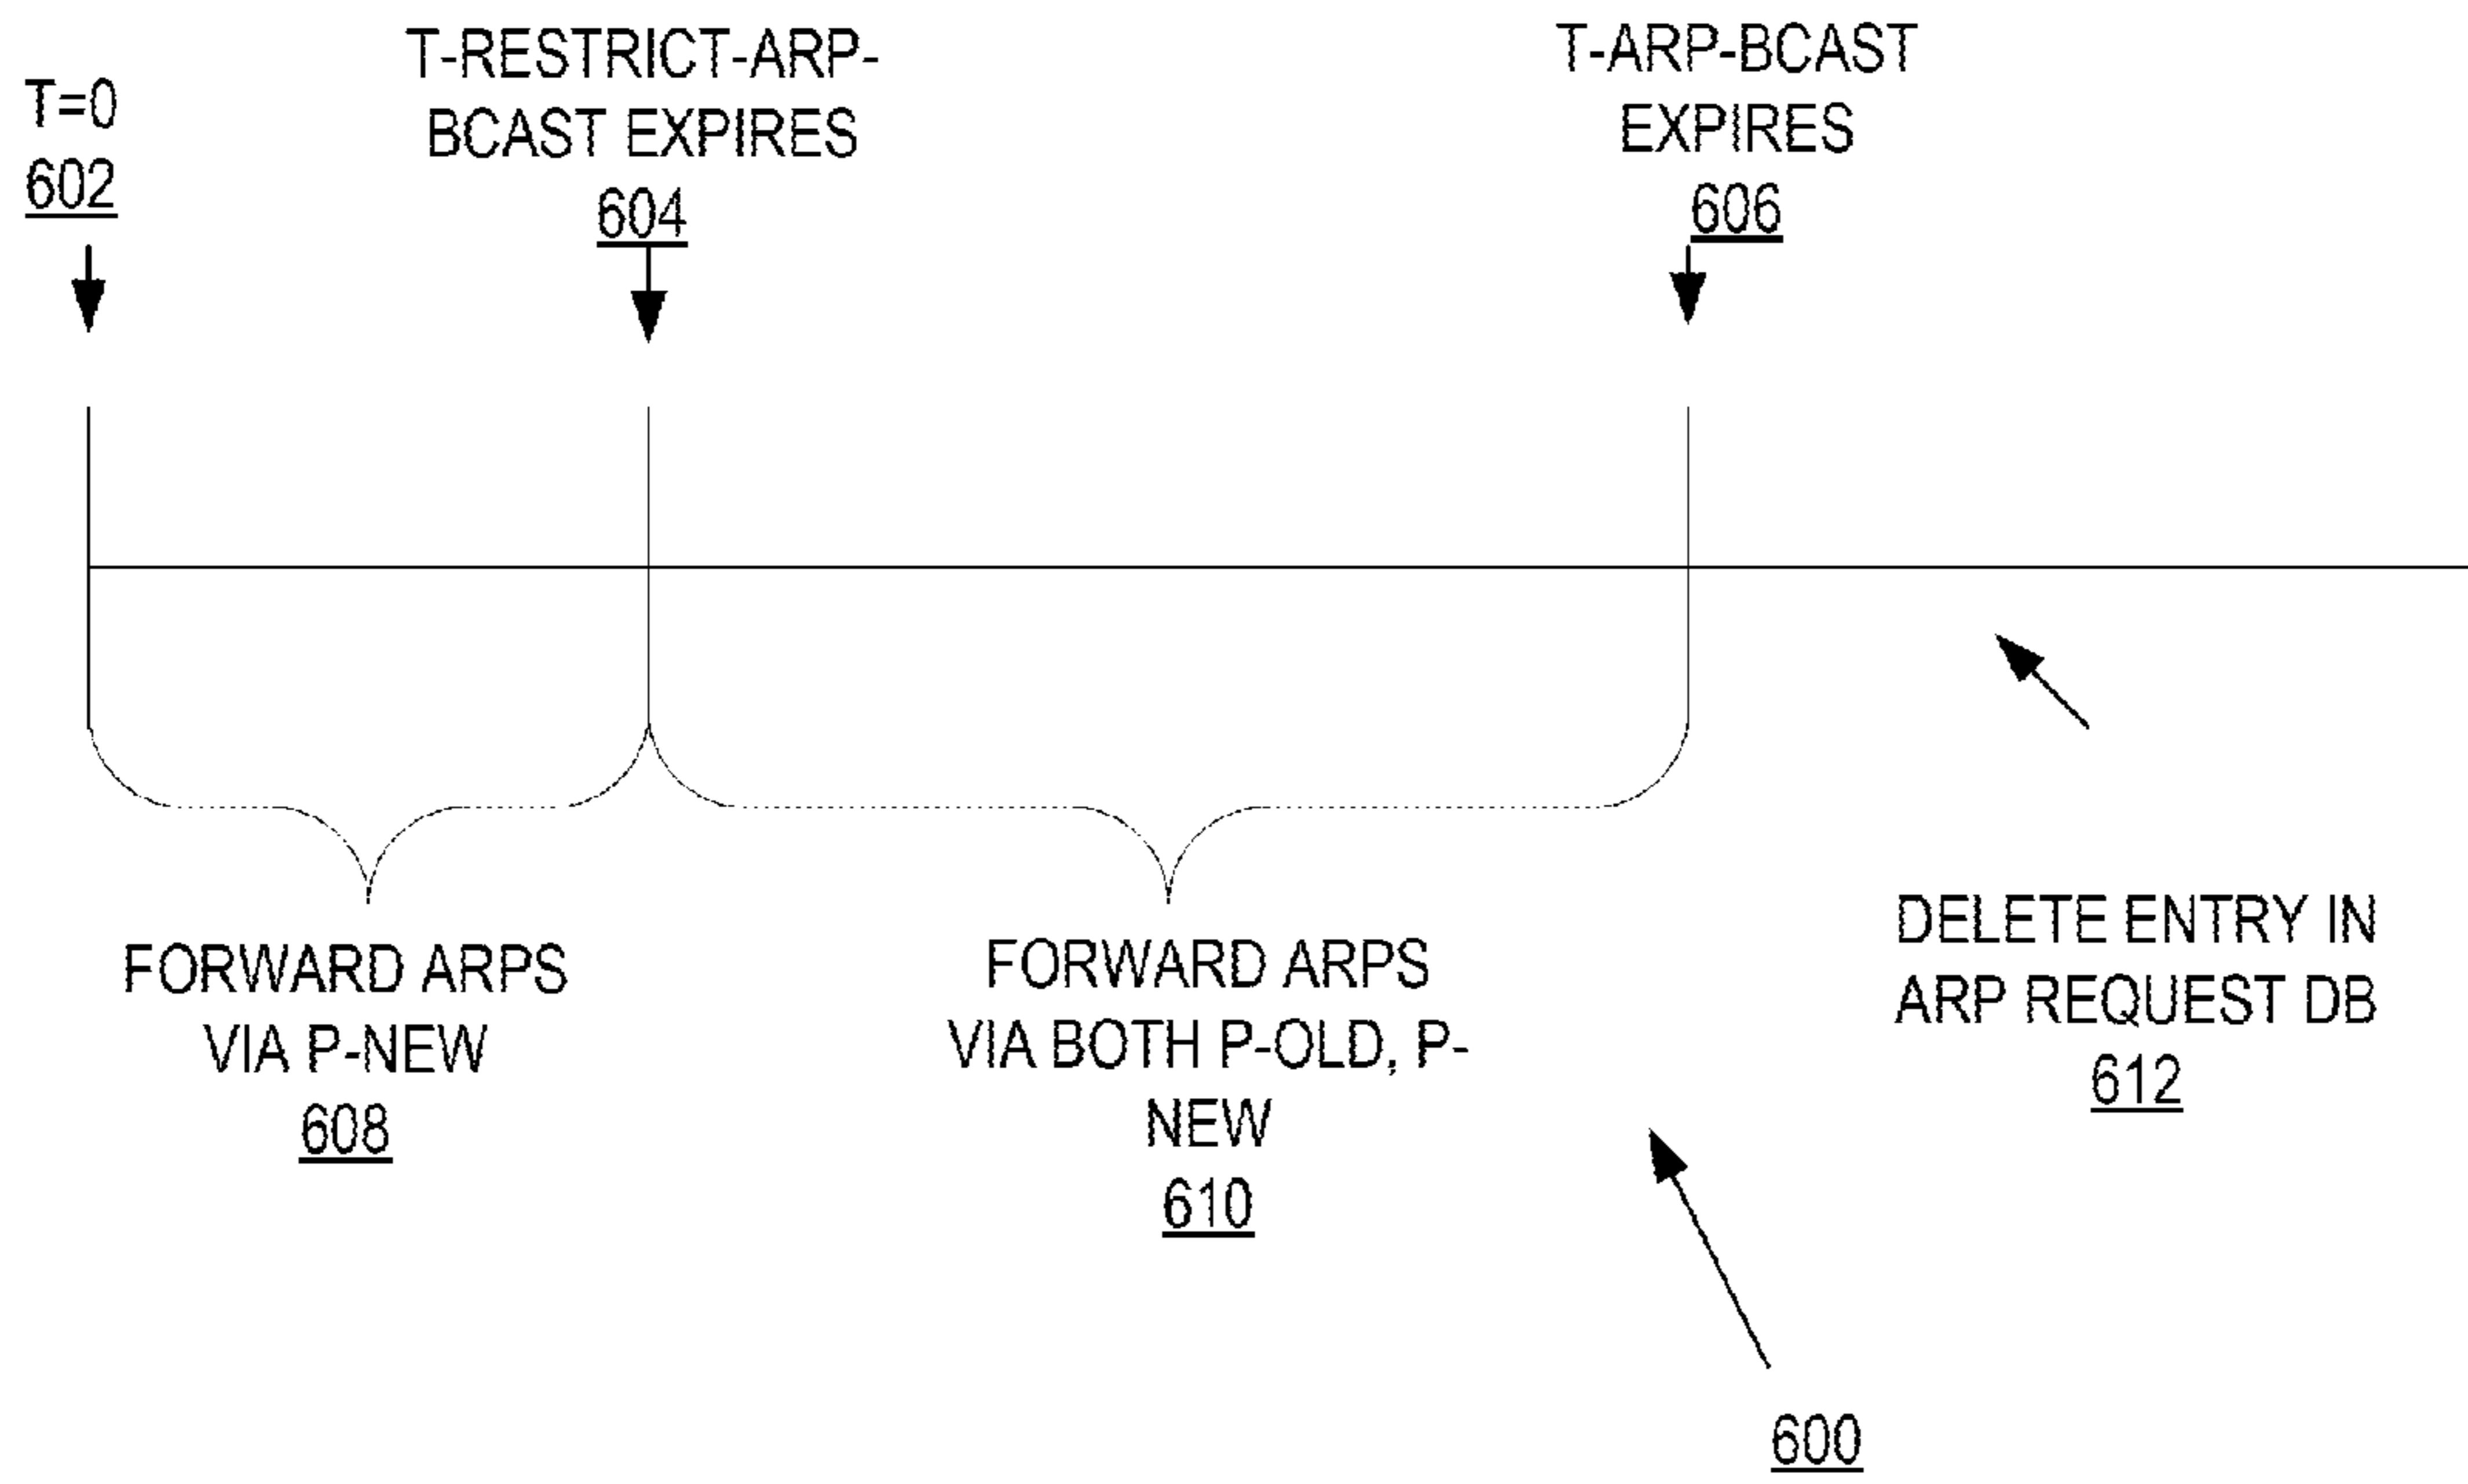 T=0
602
T-RESTRICT-ARP-
BCAST EXPIRES
604
T-ARP-BCAST
EXPIRES
606
FORWARD ARPS
VIA P-NEW
608
FORWARD ARPS
VIA BOTH P-OLD, P-
NEW
610
DELETE ENTRY IN
ARP REQUEST DB
612
600